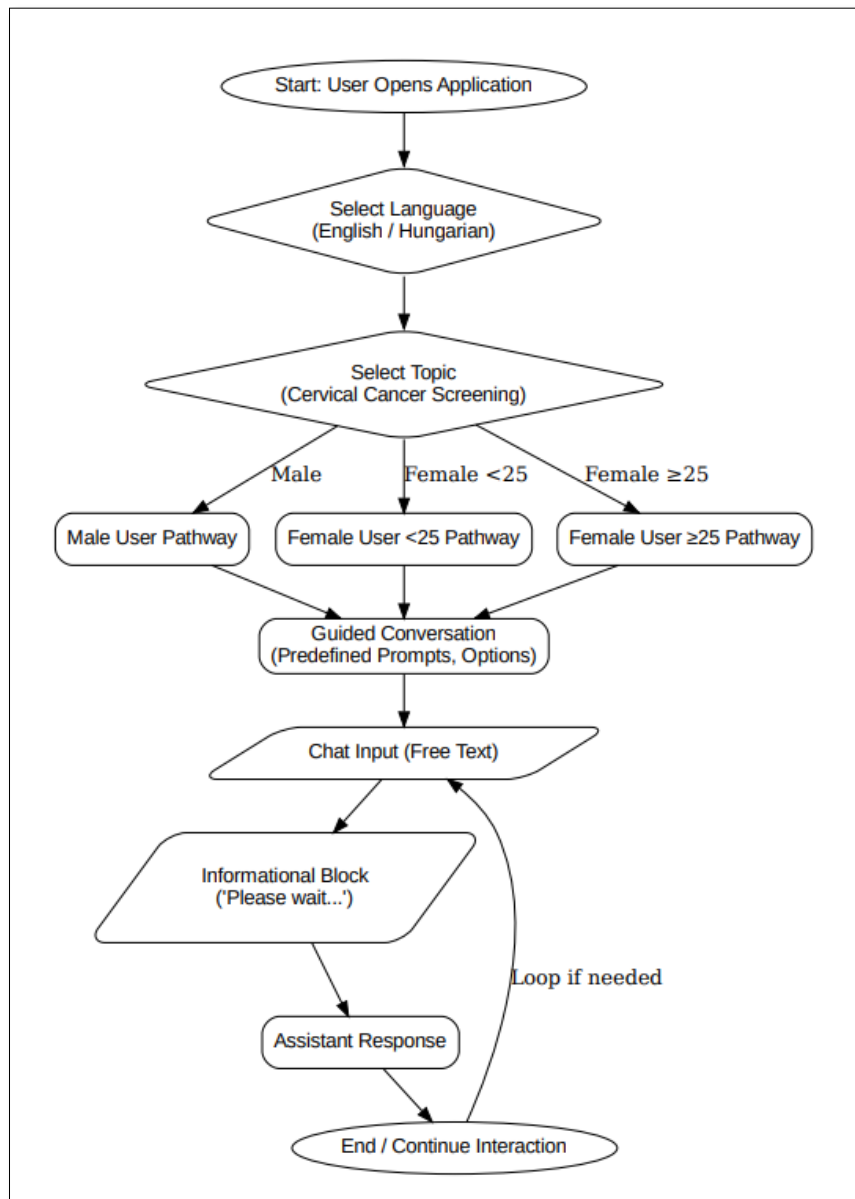 Start: User Opens Application
Select Language
(English / Hungarian)
Select Topic
(Cervical Cancer Screening)
Male
Female <25
Female ≥25
Male User Pathway
Female User <25 Pathway
Female User ≥25 Pathway
Guided Conversation
(Predefined Prompts, Options)
Chat Input (Free Text)
Informational Block
('Please wait...')
Loop if needed
Assistant Response
End / Continue Interaction